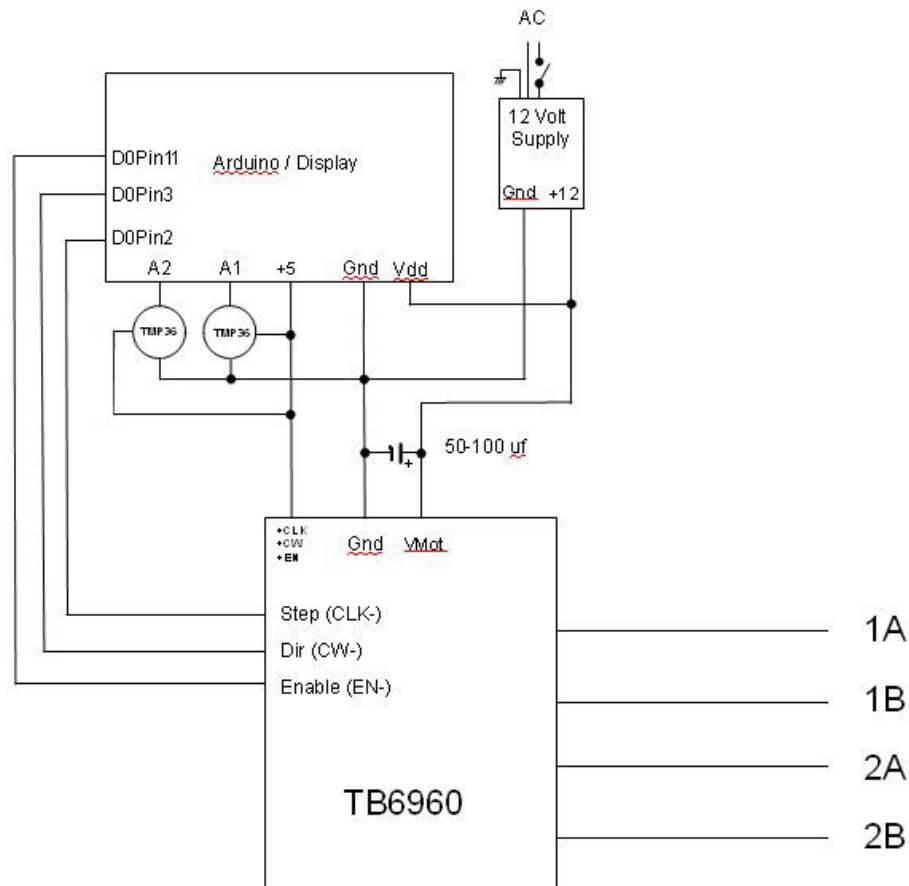 AC
12 Volt
Supply
Gnd +12
Arduino / Display
D0Pin11
D0Pin3
D0Pin2
A2 A1 +5 Gnd Vdd
TMP36 TMP36
50-100 uf
+
+CLK
+CW
+EN
Gnd VMot
Step (CLK-)
Dir (CW-)
Enable (EN-)
TB6960
1A
1B
2A
2B